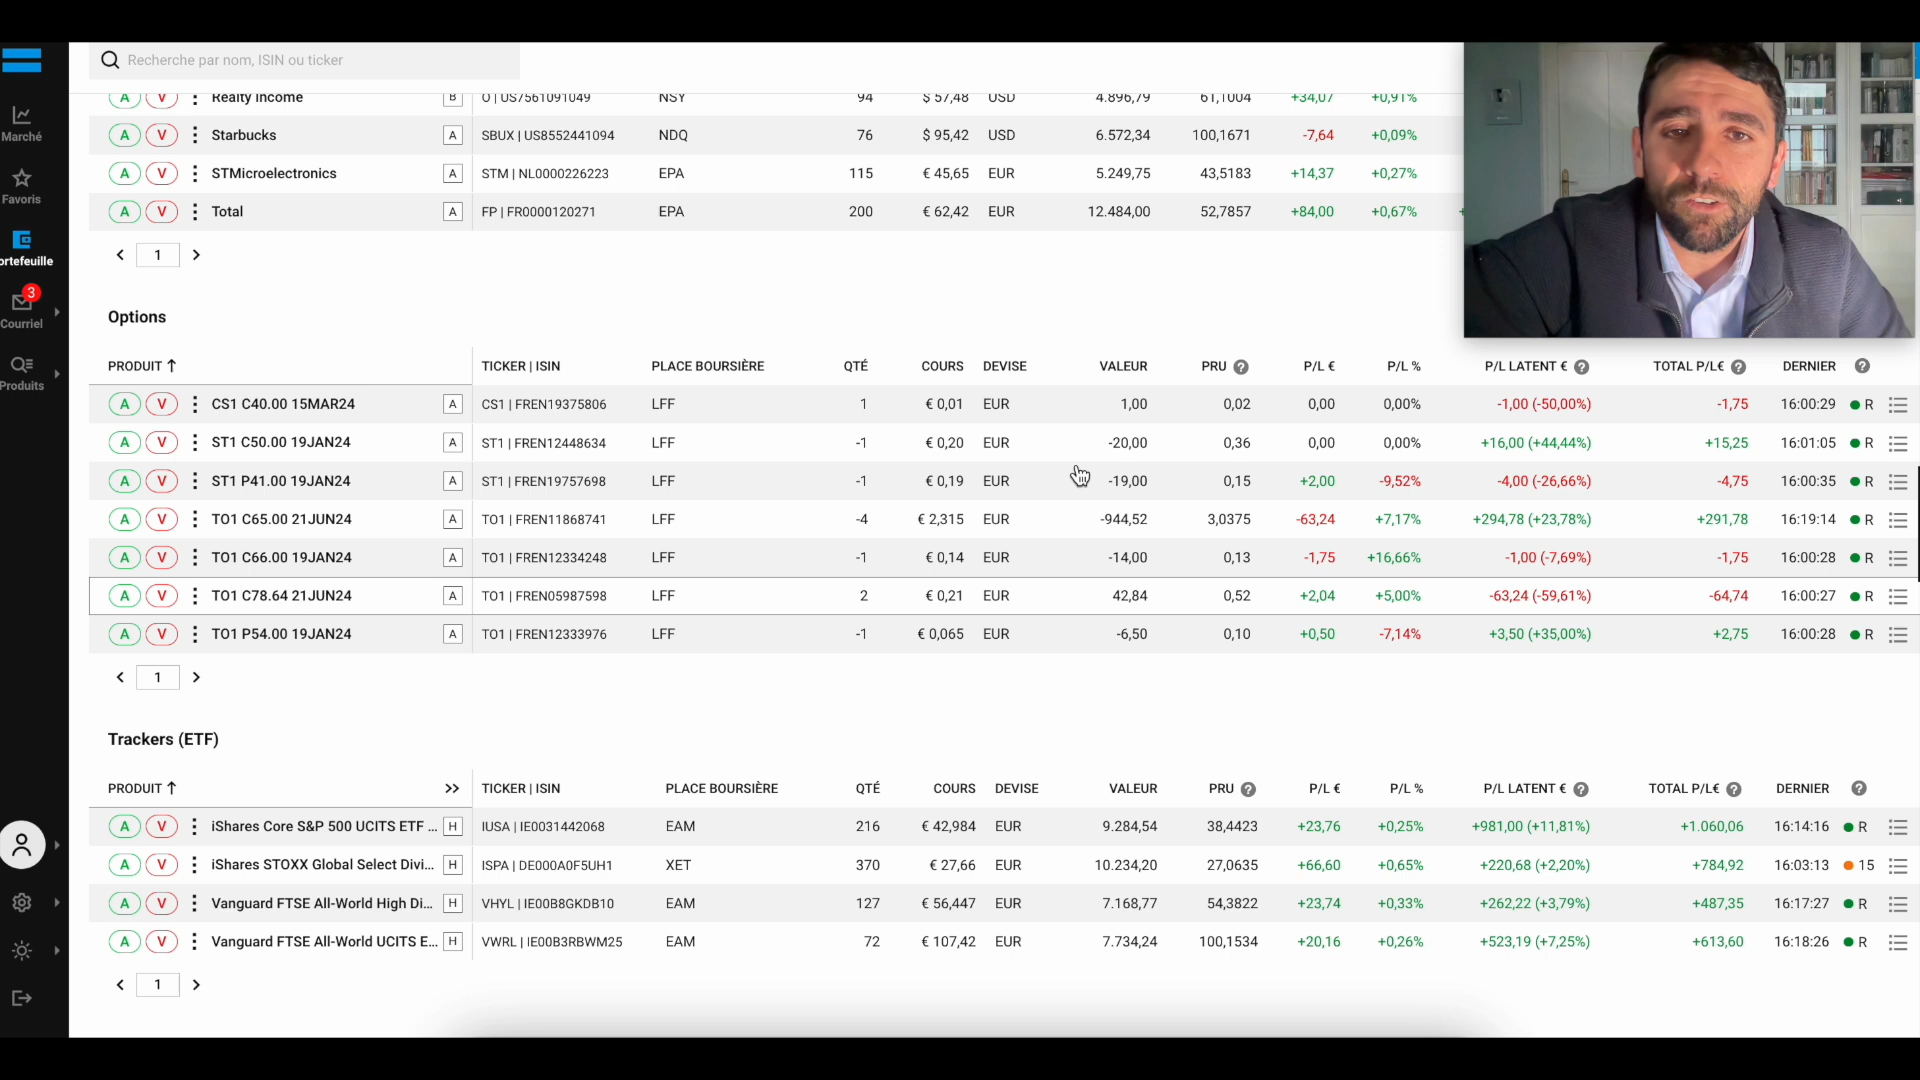 Recherche par nom, ISIN ou ticker
A V Realty Income B O | US7561091049 NSY 94 $ 57,48 USD 4.896,79 61,1004 +34,07 +0,91%
A V Starbucks A SBUX | US8552441094 NDQ 76 $ 95,42 USD 6.572,34 100,1671 -7,64 +0,09%
A V STMicroelectronics A STM | NL0000226223 EPA 115 € 45,65 EUR 5.249,75 43,5183 +14,37 +0,27%
A V Total A FP | FR0000120271 EPA 200 € 62,42 EUR 12.484,00 52,7857 +84,00 +0,67% +
1
Marché
Favoris
ortefeuille
3
Courriel
Produits
Options
PRODUIT TICKER | ISIN PLACE BOURSIÈRE QTÉ COURS DEVISE VALEUR PRU ? P/L € P/L % P/L LATENT € ? TOTAL P/L€ ? DERNIER ?
A V CS1 C40.00 15MAR24 A CS1 | FREN19375806 LFF 1 € 0,01 EUR 1,00 0,02 0,00 0,00% -1,00 (-50,00%) -1,75 16:00:29 R
A V ST1 C50.00 19JAN24 A ST1 | FREN12448634 LFF -1 € 0,20 EUR -20,00 0,36 0,00 0,00% +16,00 (+44,44%) +15,25 16:01:05 R
A V ST1 P41.00 19JAN24 A ST1 | FREN19757698 LFF -1 € 0,19 EUR -19,00 0,15 +2,00 -9,52% -4,00 (-26,66%) -4,75 16:00:35 R
A V TO1 C65.00 21JUN24 A TO1 | FREN11868741 LFF -4 € 2,315 EUR -944,52 3,0375 -63,24 +7,17% +294,78 (+23,78%) +291,78 16:19:14 R
A V TO1 C66.00 19JAN24 A TO1 | FREN12334248 LFF -1 € 0,14 EUR -14,00 0,13 -1,75 +16,66% -1,00 (-7,69%) -1,75 16:00:28 R
A V TO1 C78.64 21JUN24 A TO1 | FREN05987598 LFF 2 € 0,21 EUR 42,84 0,52 +2,04 +5,00% -63,24 (-59,61%) -64,74 16:00:27 R
A V TO1 P54.00 19JAN24 A TO1 | FREN12333976 LFF -1 € 0,065 EUR -6,50 0,10 +0,50 -7,14% +3,50 (+35,00%) +2,75 16:00:28 R
1
Trackers (ETF)
PRODUIT TICKER | ISIN PLACE BOURSIÈRE QTÉ COURS DEVISE VALEUR PRU ? P/L € P/L % P/L LATENT € ? TOTAL P/L€ ? DERNIER ?
A V iShares Core S&P 500 UCITS ETF ... H IUSA | IE0031442068 EAM 216 € 42,984 EUR 9.284,54 38,4423 +23,76 +0,25% +981,00 (+11,81%) +1.060,06 16:14:16 R
A V iShares STOXX Global Select Divi... H ISPA | DE000A0F5UH1 XET 370 € 27,66 EUR 10.234,20 27,0635 +66,60 +0,65% +220,68 (+2,20%) +784,92 16:03:13 15
A V Vanguard FTSE All-World High Di... H VHYL | IE00B8GKDB10 EAM 127 € 56,447 EUR 7.168,77 54,3822 +23,74 +0,33% +262,22 (+3,79%) +487,35 16:17:27 R
A V Vanguard FTSE All-World UCITS E... H VWRL | IE00B3RBWM25 EAM 72 € 107,42 EUR 7.734,24 100,1534 +20,16 +0,26% +523,19 (+7,25%) +613,60 16:18:26 R
1